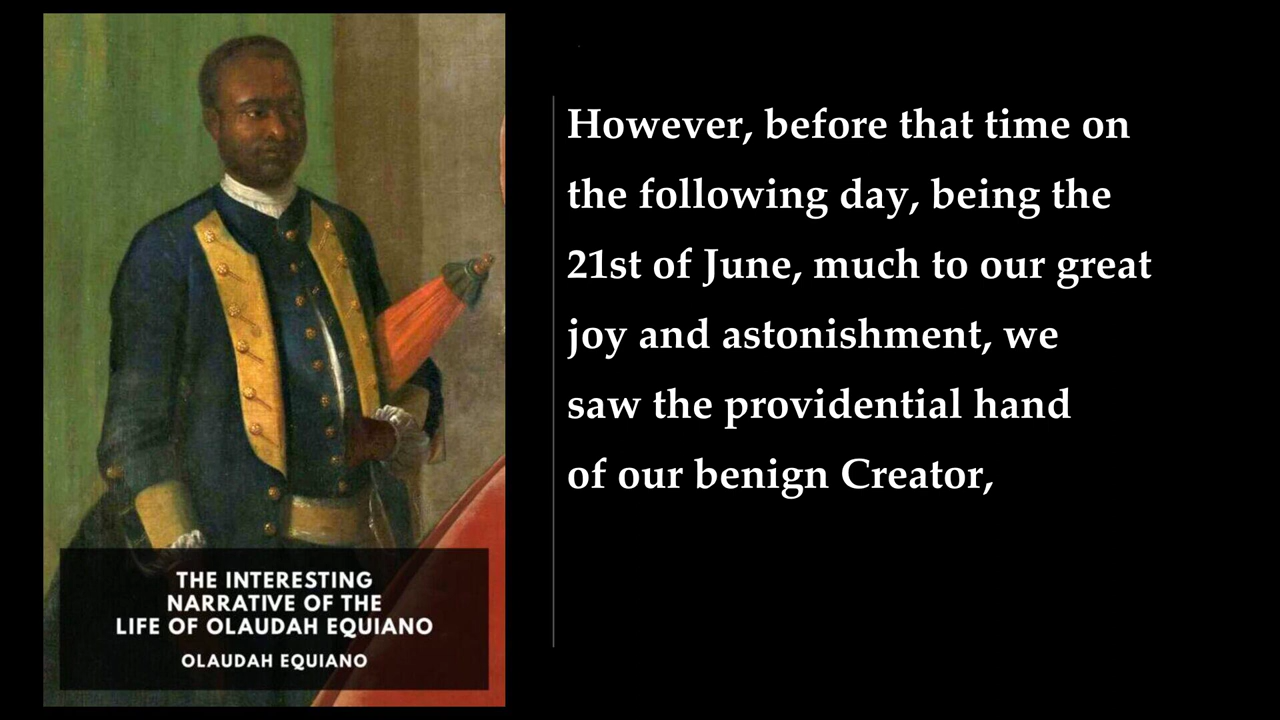 However, before that time on
the following day, being the
21st of June, much to our great
joy and astonishment, we
saw the providential hand
of our benign Creator,
THE INTERESTING
NARRATIVE OF THE
LIFE OF OLAUDAH EQUIANO
OLAUDAH EQUIANO